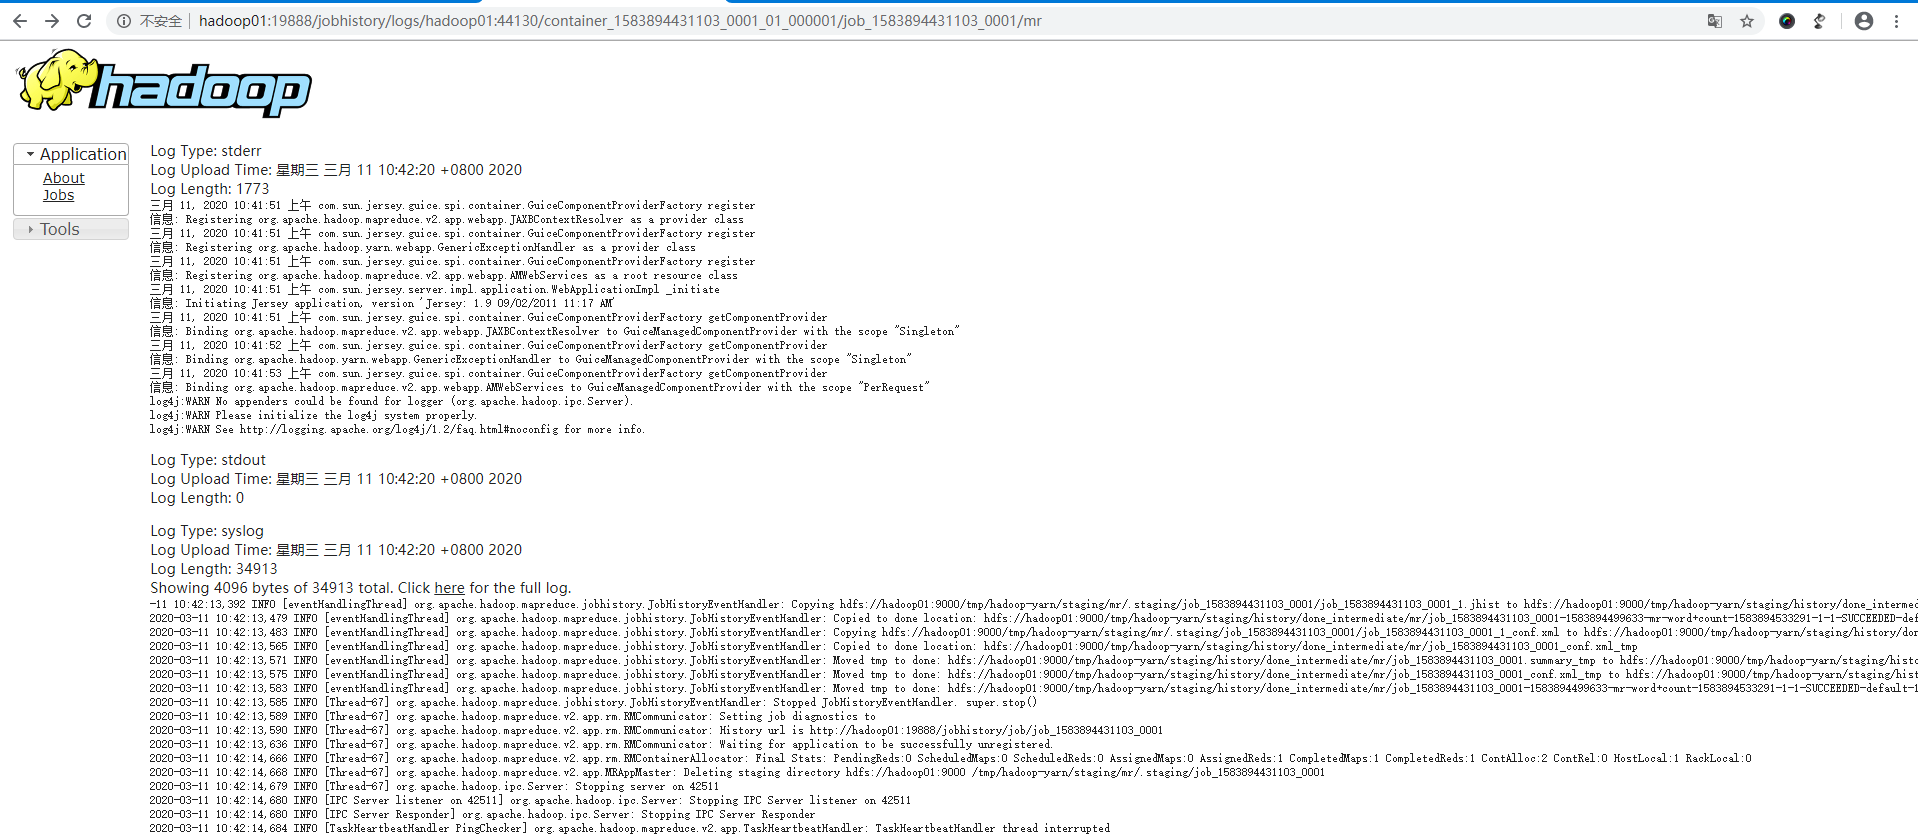 不安全 hadoop01:19888/jobhistory/logs/hadoop01:44130/container_1583894431103_0001_01_000001/job_1583894431103_0001/mr
hadoop
Application
About
Jobs
Tools
Log Type: stderr
Log Upload Time: 星期三 三月 11 10:42:20 +0800 2020
Log Length: 1773
三月 11, 2020 10:41:51 上午 com.sun.jersey.guice.spi.container.GuiceComponentProviderFactory register
信息: Registering org.apache.hadoop.mapreduce.v2.app.webapp.JAXBContextResolver as a provider class
三月 11, 2020 10:41:51 上午 com.sun.jersey.guice.spi.container.GuiceComponentProviderFactory register
信息: Registering org.apache.hadoop.yarn.webapp.GenericExceptionHandler as a provider class
三月 11, 2020 10:41:51 上午 com.sun.jersey.guice.spi.container.GuiceComponentProviderFactory register
信息: Registering org.apache.hadoop.mapreduce.v2.app.webapp.AMWebServices as a root resource class
三月 11, 2020 10:41:51 上午 com.sun.jersey.server.impl.application.WebApplicationImpl _initiate
信息: Initiating Jersey application, version 'Jersey: 1.9 09/02/2011 11:17 AM'
三月 11, 2020 10:41:51 上午 com.sun.jersey.guice.spi.container.GuiceComponentProviderFactory getComponentProvider
信息: Binding org.apache.hadoop.mapreduce.v2.app.webapp.JAXBContextResolver to GuiceManagedComponentProvider with the scope "Singleton"
三月 11, 2020 10:41:52 上午 com.sun.jersey.guice.spi.container.GuiceComponentProviderFactory getComponentProvider
信息: Binding org.apache.hadoop.yarn.webapp.GenericExceptionHandler to GuiceManagedComponentProvider with the scope "Singleton"
三月 11, 2020 10:41:53 上午 com.sun.jersey.guice.spi.container.GuiceComponentProviderFactory getComponentProvider
信息: Binding org.apache.hadoop.mapreduce.v2.app.webapp.AMWebServices to GuiceManagedComponentProvider with the scope "PerRequest"
log4j:WARN No appenders could be found for logger (org.apache.hadoop.ipc.Server).
log4j:WARN Please initialize the log4j system properly.
log4j:WARN See http://logging.apache.org/log4j/1.2/faq.html#noconfig for more info.
Log Type: stdout
Log Upload Time: 星期三 三月 11 10:42:20 +0800 2020
Log Length: 0
Log Type: syslog
Log Upload Time: 星期三 三月 11 10:42:20 +0800 2020
Log Length: 34913
Showing 4096 bytes of 34913 total. Click here for the full log.
-11 10:42:13,392 INFO [eventHandlingThread] org.apache.hadoop.mapreduce.jobhistory.JobHistoryEventHandler: Copying hdfs://hadoop01:9000/tmp/hadoop-yarn/staging/mr/.staging/job_1583894431103_0001/job_1583894431103_0001_1.jhist to hdfs://hadoop01:9000/tmp/hadoop-yarn/staging/history/done_intermed
2020-03-11 10:42:13,479 INFO [eventHandlingThread] org.apache.hadoop.mapreduce.jobhistory.JobHistoryEventHandler: Copied to done location: hdfs://hadoop01:9000/tmp/hadoop-yarn/staging/history/done_intermediate/mr/job_1583894431103_0001-1583894499633-mr-word+count-1583894533291-1-1-SUCCEEDED-def
2020-03-11 10:42:13,483 INFO [eventHandlingThread] org.apache.hadoop.mapreduce.jobhistory.JobHistoryEventHandler: Copying hdfs://hadoop01:9000/tmp/hadoop-yarn/staging/mr/.staging/job_1583894431103_0001/job_1583894431103_0001_1_conf.xml to hdfs://hadoop01:9000/tmp/hadoop-yarn/staging/history/don
2020-03-11 10:42:13,565 INFO [eventHandlingThread] org.apache.hadoop.mapreduce.jobhistory.JobHistoryEventHandler: Copied to done location: hdfs://hadoop01:9000/tmp/hadoop-yarn/staging/history/done_intermediate/mr/job_1583894431103_0001_conf.xml_tmp
2020-03-11 10:42:13,571 INFO [eventHandlingThread] org.apache.hadoop.mapreduce.jobhistory.JobHistoryEventHandler: Moved tmp to done: hdfs://hadoop01:9000/tmp/hadoop-yarn/staging/history/done_intermediate/mr/job_1583894431103_0001.summary_tmp to hdfs://hadoop01:9000/tmp/hadoop-yarn/staging/histo
2020-03-11 10:42:13,575 INFO [eventHandlingThread] org.apache.hadoop.mapreduce.jobhistory.JobHistoryEventHandler: Moved tmp to done: hdfs://hadoop01:9000/tmp/hadoop-yarn/staging/history/done_intermediate/mr/job_1583894431103_0001_conf.xml_tmp to hdfs://hadoop01:9000/tmp/hadoop-yarn/staging/hist
2020-03-11 10:42:13,583 INFO [eventHandlingThread] org.apache.hadoop.mapreduce.jobhistory.JobHistoryEventHandler: Moved tmp to done: hdfs://hadoop01:9000/tmp/hadoop-yarn/staging/history/done_intermediate/mr/job_1583894431103_0001-1583894499633-mr-word+count-1583894533291-1-1-SUCCEEDED-default-1
2020-03-11 10:42:13,585 INFO [Thread-67] org.apache.hadoop.mapreduce.jobhistory.JobHistoryEventHandler: Stopped JobHistoryEventHandler. super.stop()
2020-03-11 10:42:13,589 INFO [Thread-67] org.apache.hadoop.mapreduce.v2.app.rm.RMCommunicator: Setting job diagnostics to
2020-03-11 10:42:13,590 INFO [Thread-67] org.apache.hadoop.mapreduce.v2.app.rm.RMCommunicator: History url is http://hadoop01:19888/jobhistory/job/job_1583894431103_0001
2020-03-11 10:42:13,636 INFO [Thread-67] org.apache.hadoop.mapreduce.v2.app.rm.RMCommunicator: Waiting for application to be successfully unregistered.
2020-03-11 10:42:14,666 INFO [Thread-67] org.apache.hadoop.mapreduce.v2.app.rm.RMContainerAllocator: Final Stats: PendingReds:0 ScheduledMaps:0 ScheduledReds:0 AssignedMaps:0 AssignedReds:1 CompletedMaps:1 CompletedReds:1 ContAlloc:2 ContRel:0 HostLocal:1 RackLocal:0
2020-03-11 10:42:14,668 INFO [Thread-67] org.apache.hadoop.mapreduce.v2.app.MRAppMaster: Deleting staging directory hdfs://hadoop01:9000 /tmp/hadoop-yarn/staging/mr/.staging/job_1583894431103_0001
2020-03-11 10:42:14,679 INFO [Thread-67] org.apache.hadoop.ipc.Server: Stopping server on 42511
2020-03-11 10:42:14,680 INFO [IPC Server listener on 42511] org.apache.hadoop.ipc.Server: Stopping IPC Server listener on 42511
2020-03-11 10:42:14,680 INFO [IPC Server Responder] org.apache.hadoop.ipc.Server: Stopping IPC Server Responder
2020-03-11 10:42:14,684 INFO [TaskHeartbeatHandler PingChecker] org.apache.hadoop.mapreduce.v2.app.TaskHeartbeatHandler: TaskHeartbeatHandler thread interrupted